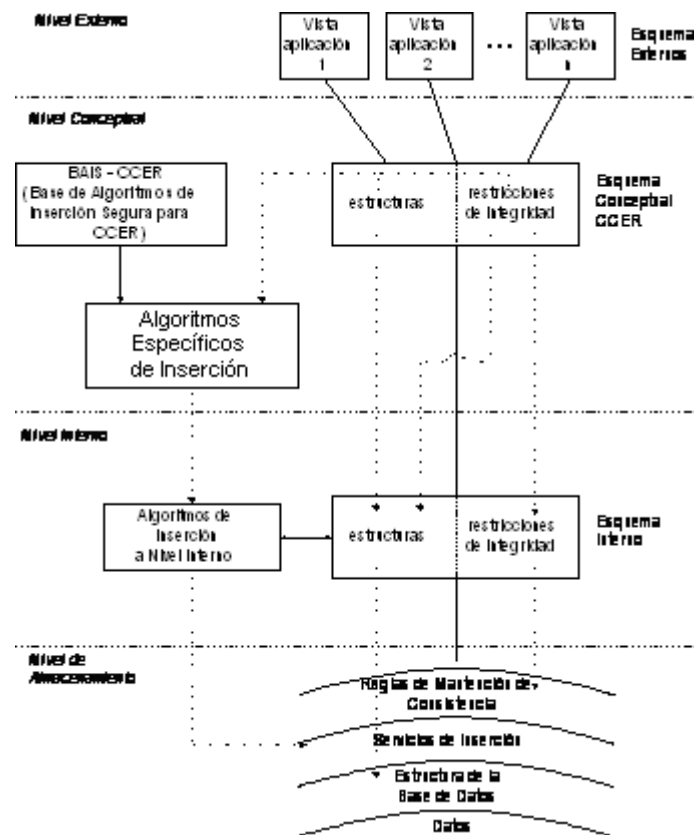 Nivel Externo
Vista
aplicación
1
Vista
aplicación
2
...
Vista
aplicación
n
Esquema
Externos
Nivel Conceptual
BAIS - CCER
( Base de Algoritmos de
Inserción Segura para
CCER )
estructuras
restricciones
de Integridad
Esquema
Conceptual
CCER
Algoritmos
Específicos
de Inserción
Nivel Interno
Algoritmos de
Inserción
a Nivel Interno
estructuras
restricciones
de Integridad
Esquema
Interno
Nivel de
Almacenamiento
Reglas de Mantención de
Consistencia
Servicios de Inserción
Estructura de la
Base de Datos
Datos